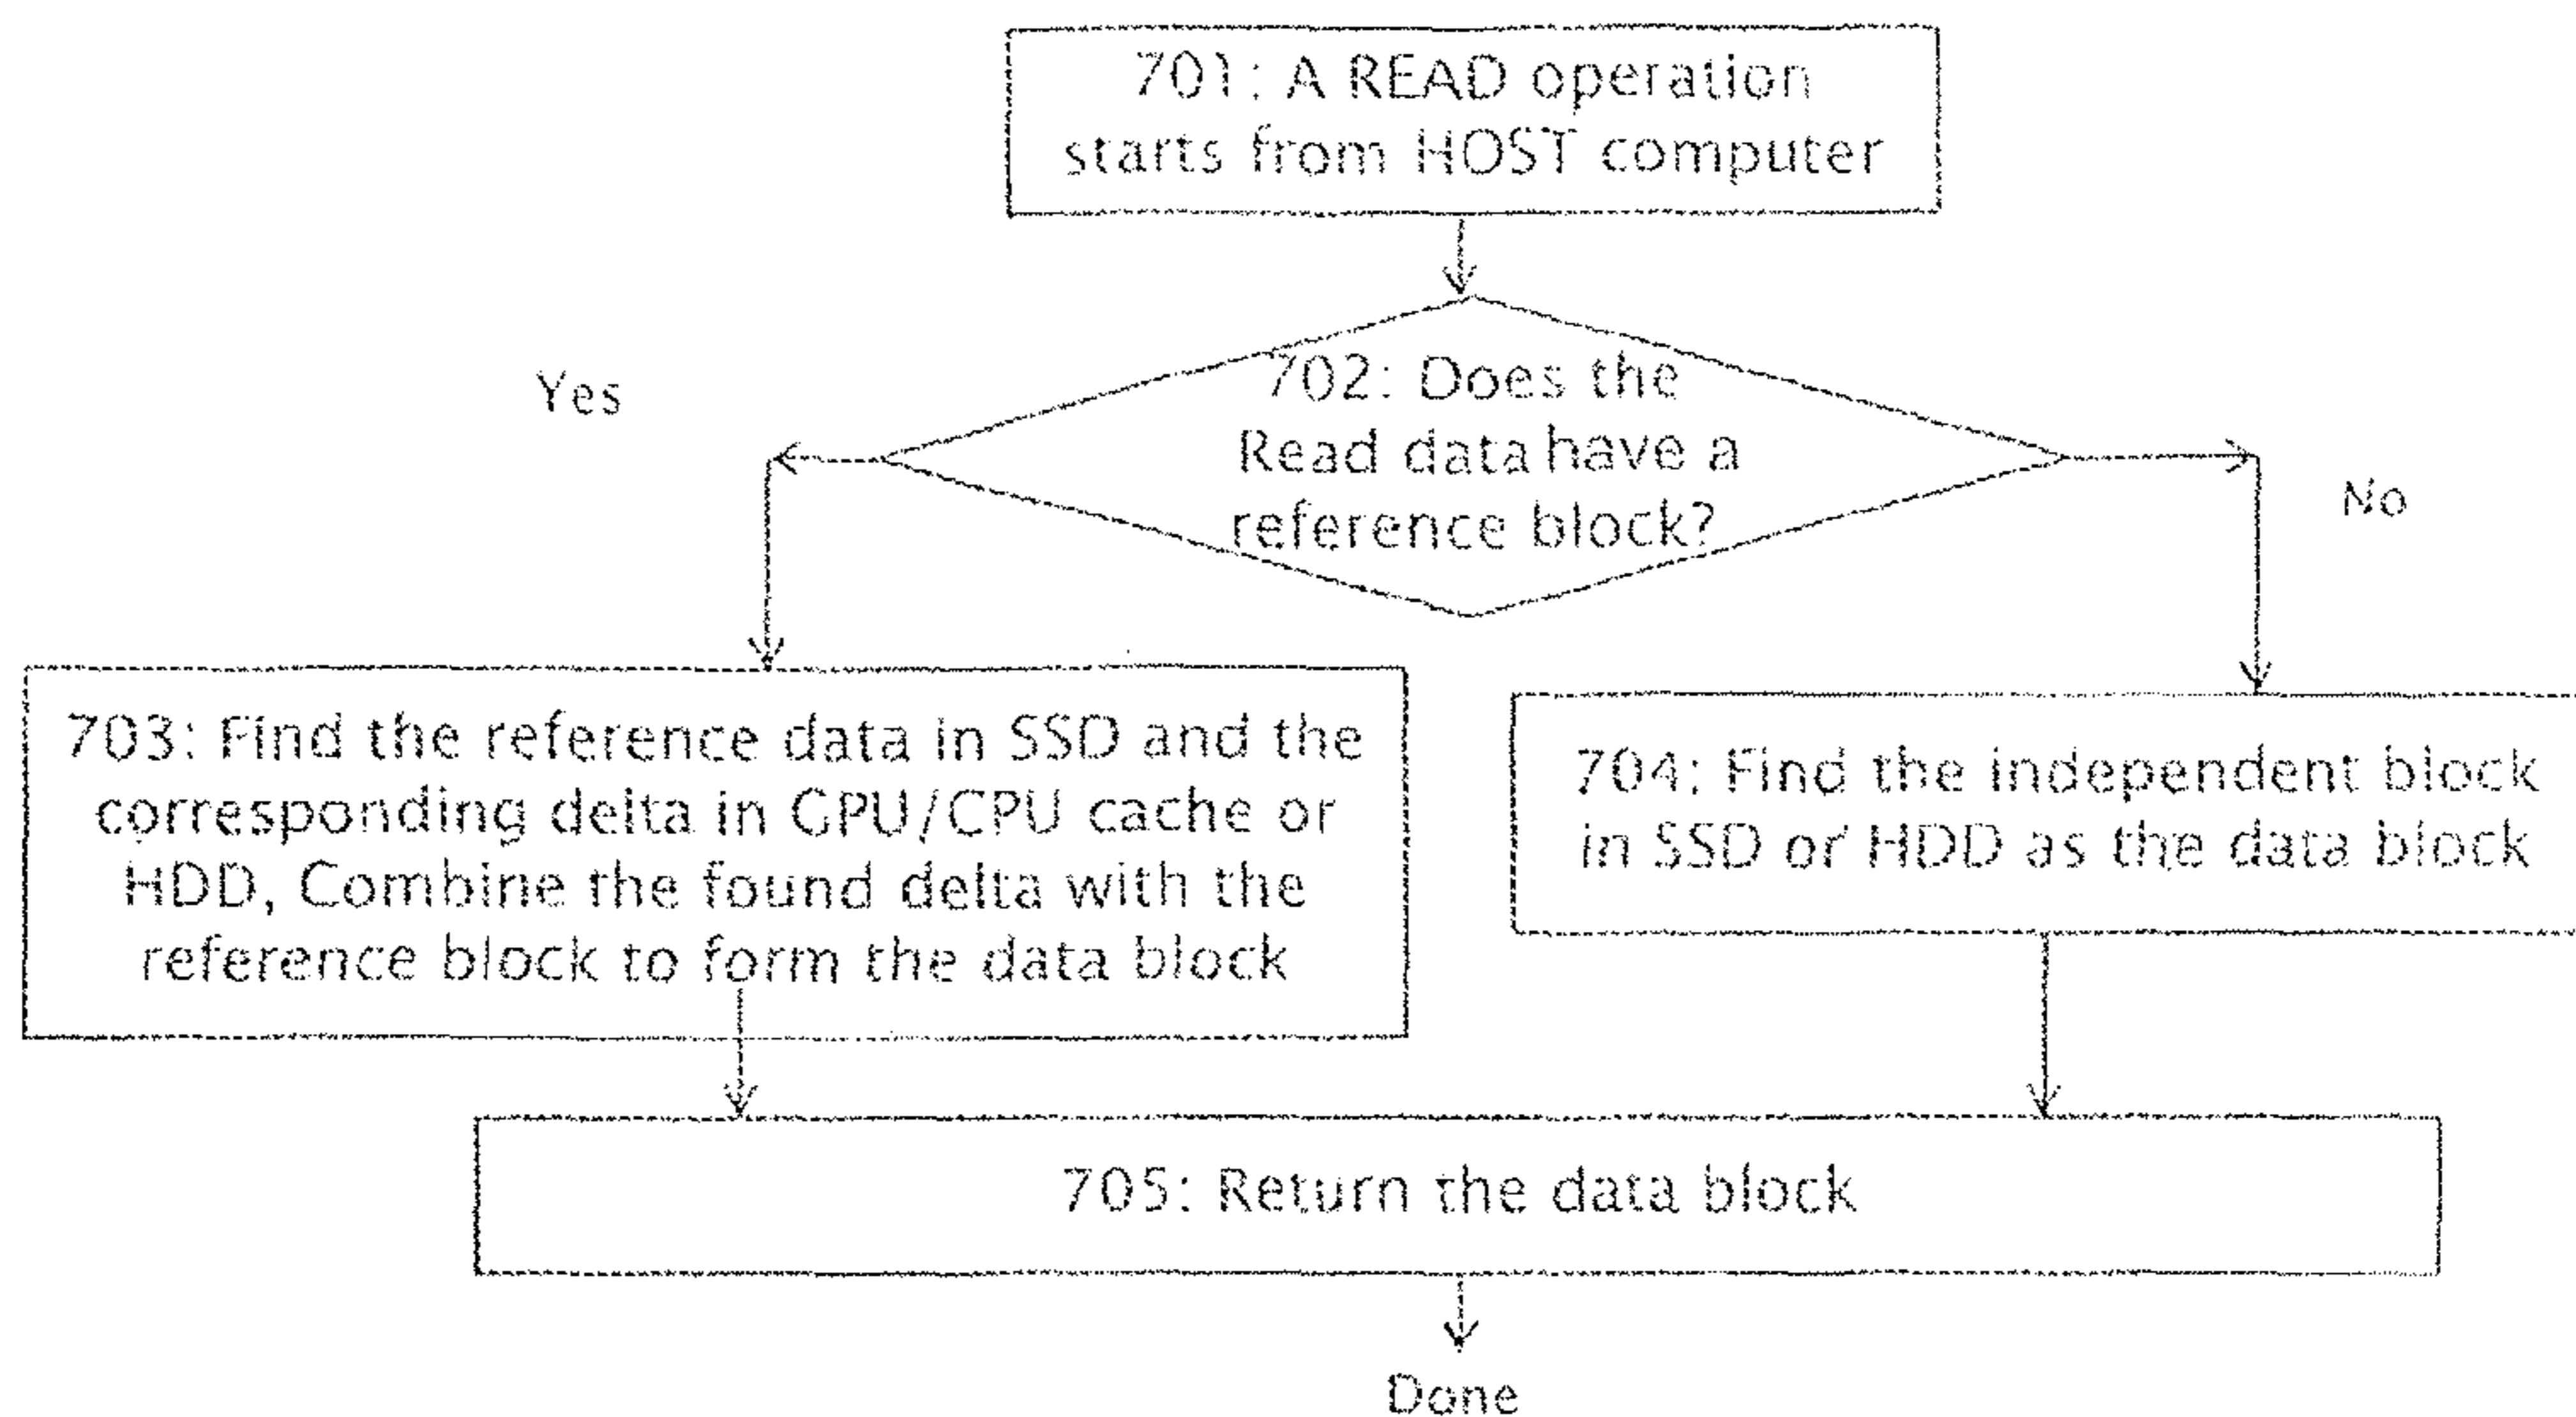 701: A READ operation
starts from HOST computer
702: Does the
Read data have a
reference block?
Yes
No
703: Find the reference data in SSD and the
corresponding delta in GPU/CPU cache or
HDD, Combine the found delta with the
reference block to form the data block
704: Find the independent block
in SSD or HDD as the data block
705: Return the data block
Done